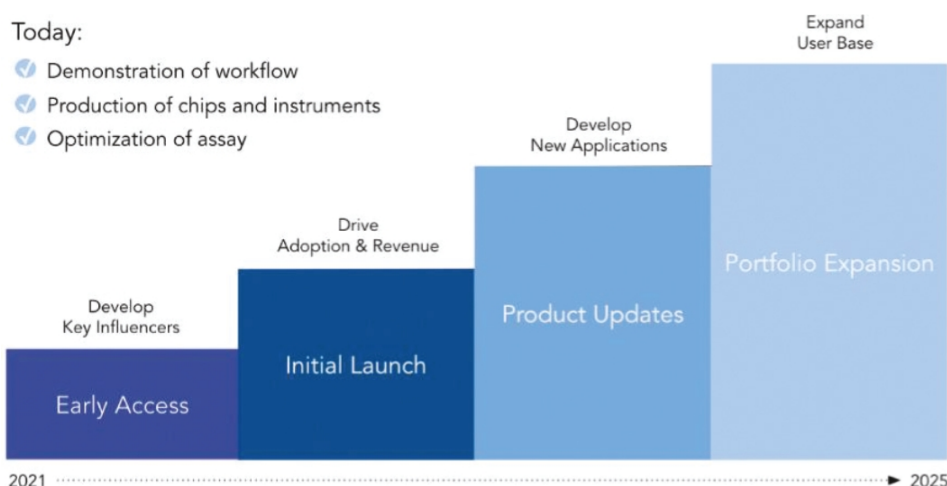 Today:
Demonstration of workflow
Production of chips and instruments
Optimization of assay
Expand
User Base
Develop
New Applications
Drive
Adoption & Revenue
Develop
Key Influencers
Portfolio Expansion
Product Updates
Initial Launch
Early Access
2021
2025